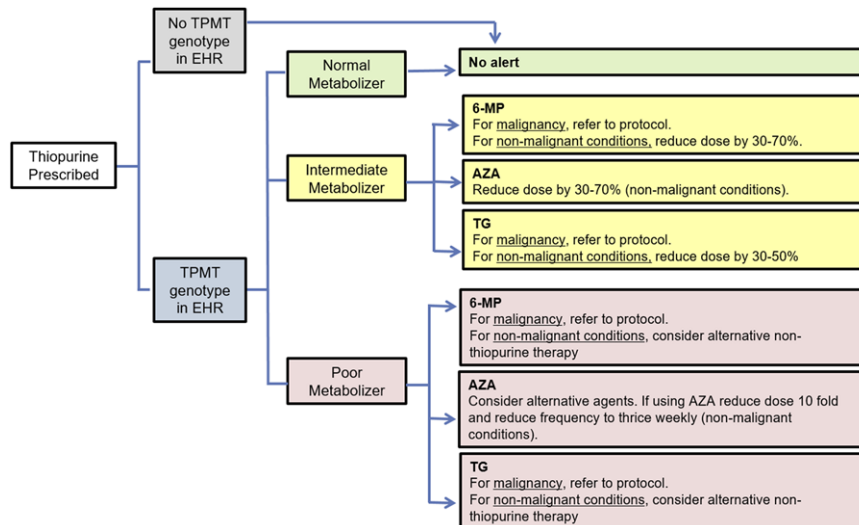 No TPMT
genotype
in EHR
Normal
Metabolizer
No alert
6-MP
For malignancy, refer to protocol.
For non-malignant conditions, reduce dose by 30-70%.
Thiopurine
Prescribed
Intermediate
Metabolizer
AZA
Reduce dose by 30-70% (non-malignant conditions).
TG
For malignancy, refer to protocol.
For non-malignant conditions, reduce dose by 30-50%
TPMT
genotype
in EHR
6-MP
For malignancy, refer to protocol.
For non-malignant conditions, consider alternative non-
thiopurine therapy
Poor
Metabolizer
AZA
Consider alternative agents. If using AZA reduce dose 10 fold
and reduce frequency to thrice weekly (non-malignant
conditions).
TG
For malignancy, refer to protocol.
For non-malignant conditions, consider alternative non-
thiopurine therapy